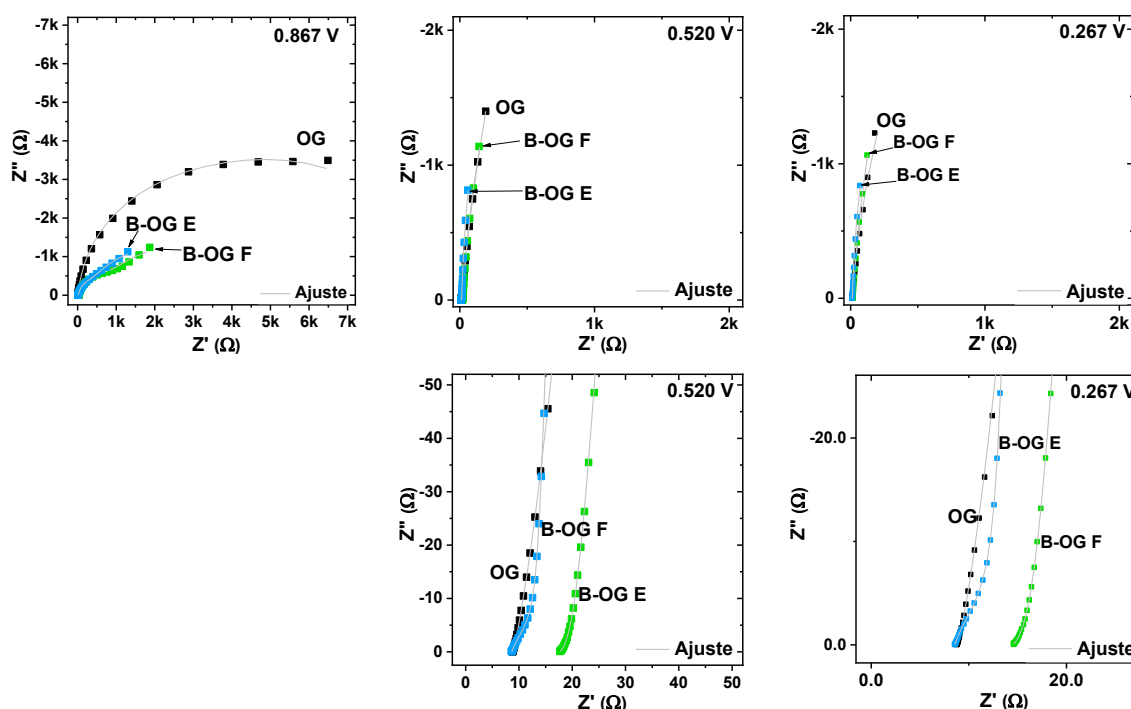 0.867 V
-7k
-6k
-5k
-4k
-3k
-2k
-1k
0
Z'' (Ω)
OG
B-OG E
B-OG F
Ajuste
0 1k 2k 3k 4k 5k 6k 7k
Z' (Ω)
0.520 V
-2k
-1k
0
Z'' (Ω)
OG
B-OG F
B-OG E
Ajuste
0 1k 2k
Z' (Ω)
0.267 V
-2k
-1k
0
Z'' (Ω)
OG
B-OG F
B-OG E
Ajuste
0 1k 2k
Z' (Ω)
0.520 V
-50
-40
-30
-20
-10
0
Z'' (Ω)
B-OG F
OG
B-OG E
Ajuste
0 10 20 30 40 50
Z' (Ω)
0.267 V
-20.0
0.0
Z'' (Ω)
B-OG E
OG
B-OG F
Ajuste
0.0 20.0
Z' (Ω)